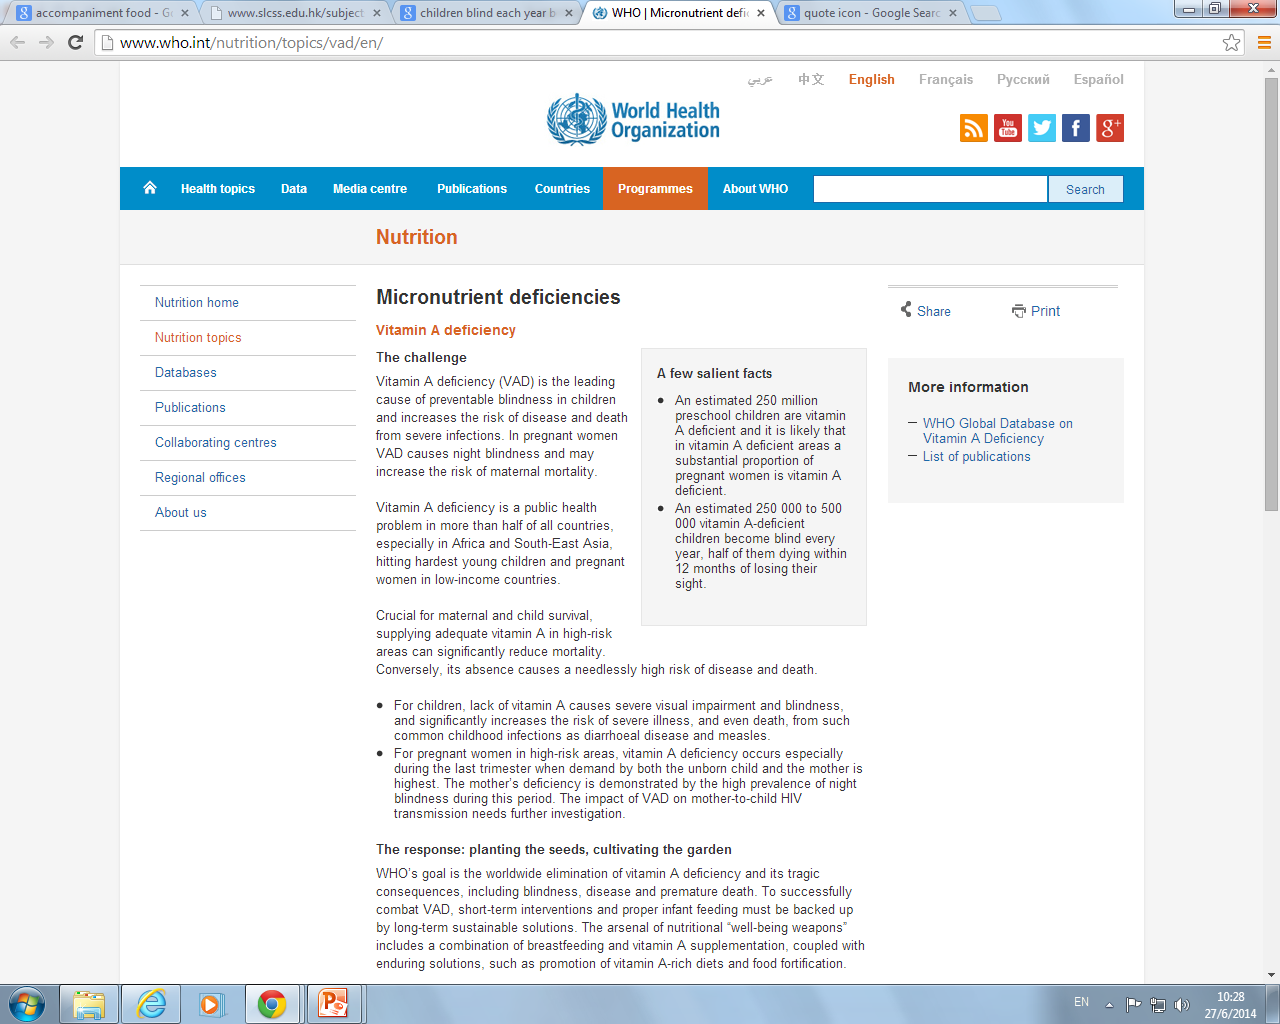 accompaniment food - G
www.slcss.edu.hk/subject
children blind each year b
WHO | Micronutrient defi
quote icon - Google Searc
www.who.int/nutrition/topics/vad/en/
عربي 中文 English Français Русский Español
World Health
Organization
You
Tube
Health topics Data Media centre Publications Countries Programmes About WHO Search
Nutrition
Nutrition home
Nutrition topics
Databases
Publications
Collaborating centres
Regional offices
About us
Micronutrient deficiencies
Vitamin A deficiency
The challenge
Vitamin A deficiency (VAD) is the leading
cause of preventable blindness in children
and increases the risk of disease and death
from severe infections. In pregnant women
VAD causes night blindness and may
increase the risk of maternal mortality.
Vitamin A deficiency is a public health
problem in more than half of all countries,
especially in Africa and South-East Asia,
hitting hardest young children and pregnant
women in low-income countries.
Crucial for maternal and child survival,
supplying adequate vitamin A in high-risk
areas can significantly reduce mortality.
Conversely, its absence causes a needlessly high risk of disease and death.
A few salient facts
An estimated 250 million
preschool children are vitamin
A deficient and it is likely that
in vitamin A deficient areas a
substantial proportion of
pregnant women is vitamin A
deficient.
An estimated 250 000 to 500
000 vitamin A-deficient
children become blind every
year, half of them dying within
12 months of losing their
sight.
For children, lack of vitamin A causes severe visual impairment and blindness,
and significantly increases the risk of severe illness, and even death, from such
common childhood infections as diarrhoeal disease and measles.
For pregnant women in high-risk areas, vitamin A deficiency occurs especially
during the last trimester when demand by both the unborn child and the mother is
highest. The mother's deficiency is demonstrated by the high prevalence of night
blindness during this period. The impact of VAD on mother-to-child HIV
transmission needs further investigation.
The response: planting the seeds, cultivating the garden
WHO's goal is the worldwide elimination of vitamin A deficiency and its tragic
consequences, including blindness, disease and premature death. To successfully
combat VAD, short-term interventions and proper infant feeding must be backed up
by long-term sustainable solutions. The arsenal of nutritional “well-being weapons”
includes a combination of breastfeeding and vitamin A supplementation, coupled with
enduring solutions, such as promotion of vitamin A-rich diets and food fortification.
Share Print
More information
WHO Global Database on
Vitamin A Deficiency
List of publications
EN
10:28
27/6/2014